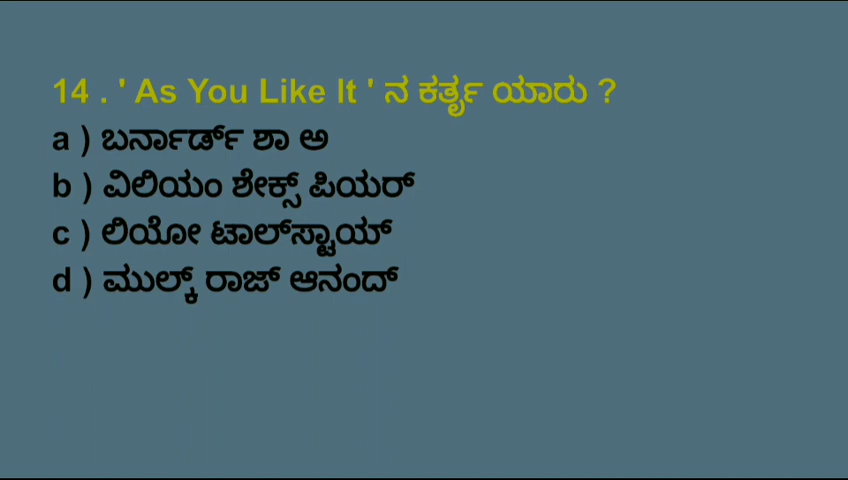 14 . ' As You Like It ' ನ ಕರ್ತೃ ಯಾರು ?
a ) ಬರ್ನಾರ್ಡ್ ಶಾ ಅ
b ) ವಿಲಿಯಂ ಶೇಕ್ಸ್ ಪಿಯರ್
c ) ಲಿಯೋ ಟಾಲ್‌ಸ್ಟಾಯ್
d ) ಮುಲ್ಕ್ ರಾಜ್ ಆನಂದ್